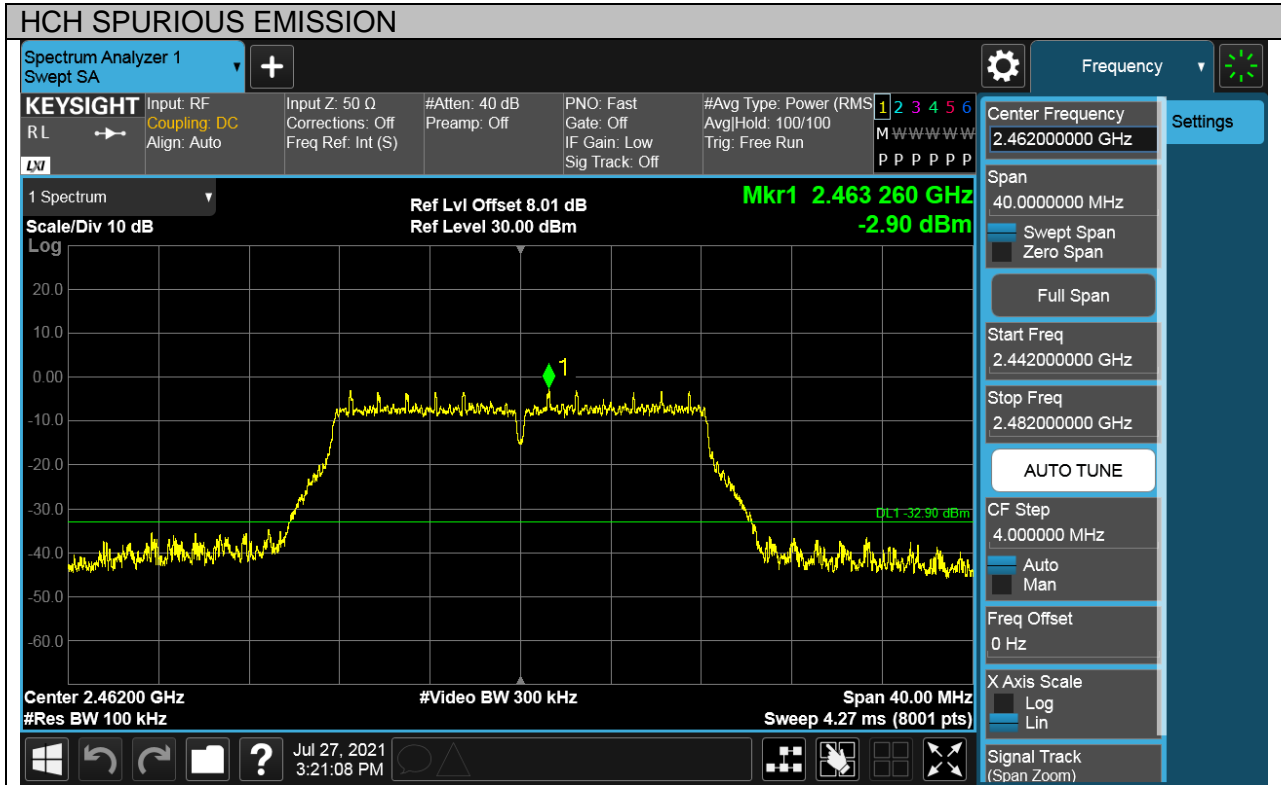 HCH SPURIOUS EMISSION
Spectrum Analyzer 1
Swept SA
+
Frequency
KEYSIGHT
R L
LXI
Input: RF
Coupling: DC
Align: Auto
Input Z: 50 Ω
Corrections: Off
Freq Ref: Int (S)
#Atten: 40 dB
Preamp: Off
PNO: Fast
Gate: Off
IF Gain: Low
Sig Track: Off
#Avg Type: Power (RMS
Avg|Hold: 100/100
Trig: Free Run
1 2 3 4 5 6
M W W W W W
P P P P P P
1 Spectrum
Scale/Div 10 dB
Ref Lvl Offset 8.01 dB
Ref Level 30.00 dBm
Mkr1 2.463 260 GHz
-2.90 dBm
Log
20.0
10.0
0.00
-10.0
-20.0
-30.0
-40.0
-50.0
-60.0
1
DL1 -32.90 dBm
Center 2.46200 GHz
#Res BW 100 kHz
#Video BW 300 kHz
Span 40.00 MHz
Sweep 4.27 ms (8001 pts)
Center Frequency
2.462000000 GHz
Settings
Span
40.0000000 MHz
Swept Span
Zero Span
Full Span
Start Freq
2.442000000 GHz
Stop Freq
2.482000000 GHz
AUTO TUNE
CF Step
4.000000 MHz
Auto
Man
Freq Offset
0 Hz
X Axis Scale
Log
Lin
Signal Track
(Span Zoom)
?
Jul 27, 2021
3:21:08 PM